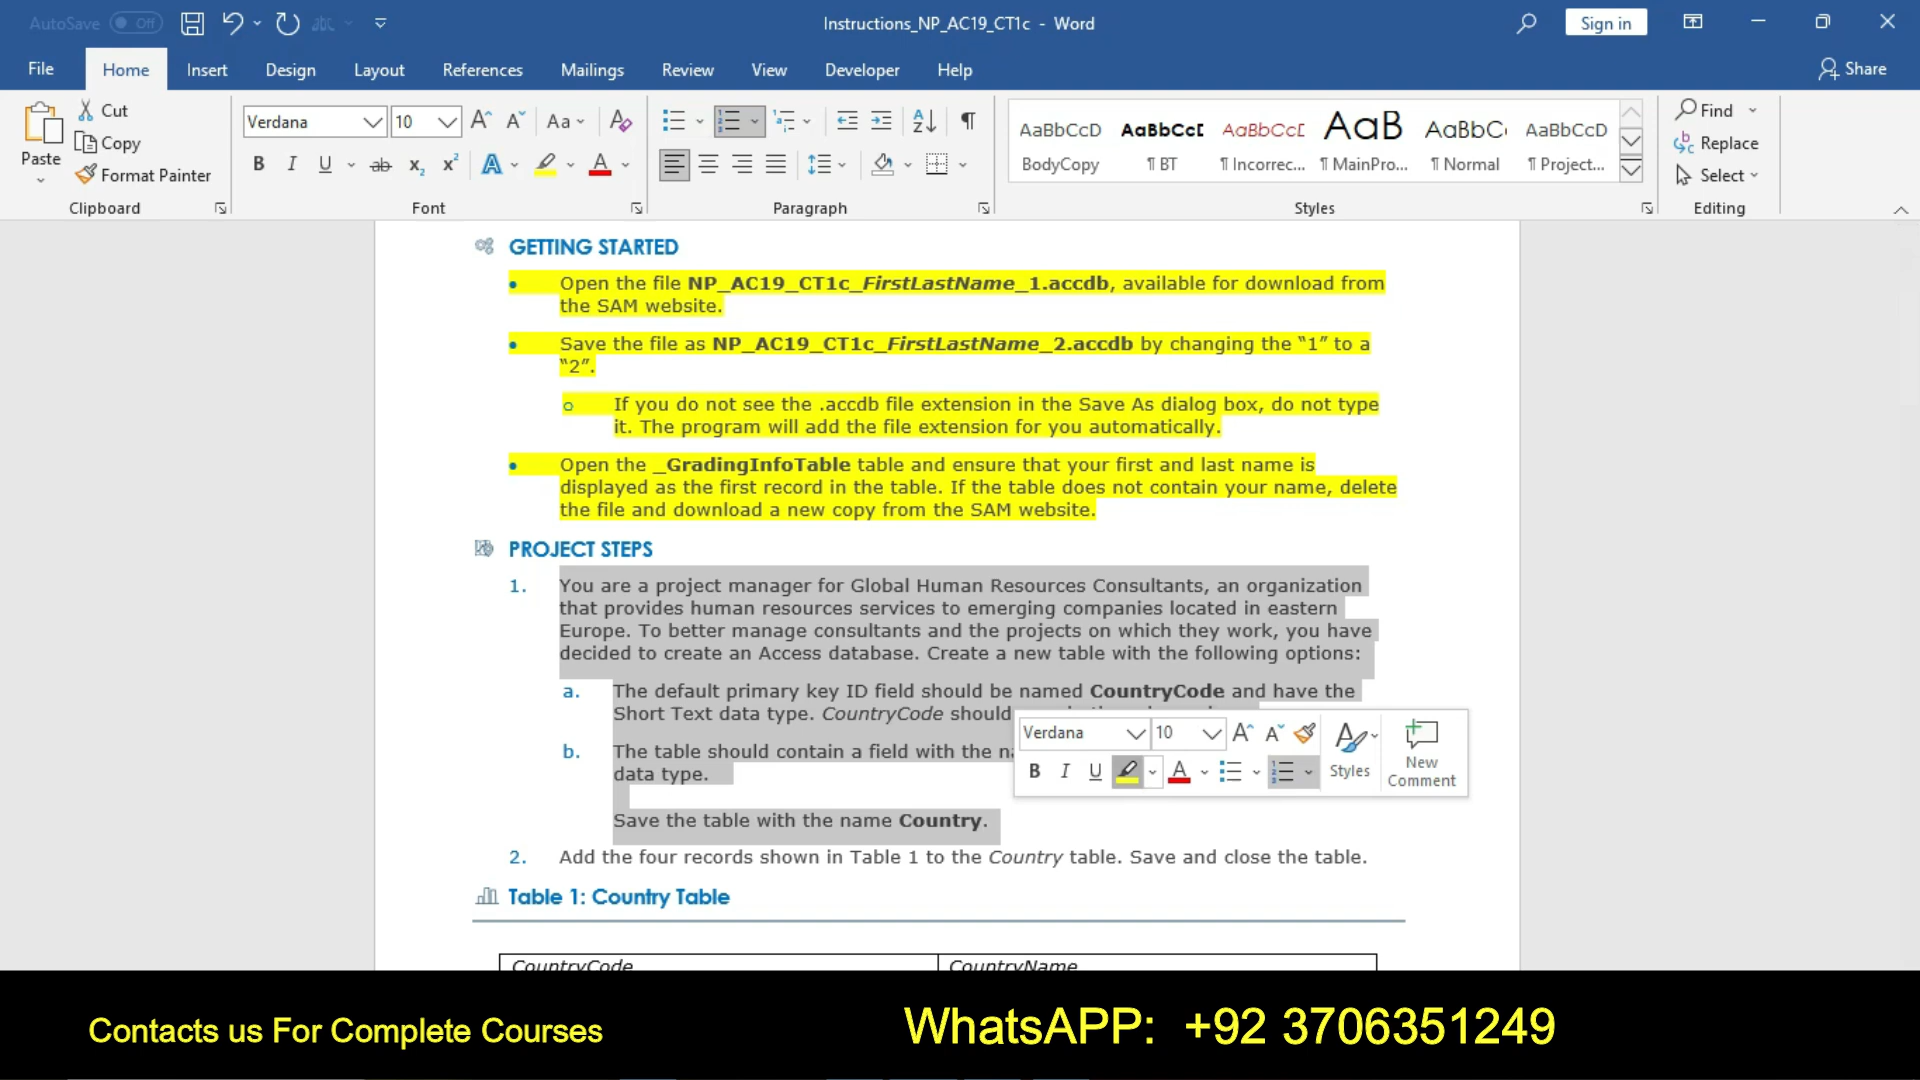 AutoSave Off
Instructions_NP_AC19_CT1c - Word
Sign in
File Home Insert Design Layout References Mailings Review View Developer Help Share
Paste
Cut
Copy
Format Painter
Clipboard
Verdana 10
Font
Paragraph
AaBbCcD AaBbCcD AaBbCcD AaB AaBbC AaBbCcD
BodyCopy ¶ BT ¶ Incorrec... ¶ MainPro... ¶ Normal ¶ Project...
Styles
Find
Replace
Select
Editing
GETTING STARTED
• Open the file NP_AC19_CT1c_FirstLastName_1.accdb, available for download from
the SAM website.
• Save the file as NP_AC19_CT1c_FirstLastName_2.accdb by changing the “1” to a
“2”.
o If you do not see the .accdb file extension in the Save As dialog box, do not type
it. The program will add the file extension for you automatically.
• Open the _GradingInfoTable table and ensure that your first and last name is
displayed as the first record in the table. If the table does not contain your name, delete
the file and download a new copy from the SAM website.
PROJECT STEPS
1. You are a project manager for Global Human Resources Consultants, an organization
that provides human resources services to emerging companies located in eastern
Europe. To better manage consultants and the projects on which they work, you have
decided to create an Access database. Create a new table with the following options:
a. The default primary key ID field should be named CountryCode and have the
Short Text data type. CountryCode should
b. The table should contain a field with the
data type.
Save the table with the name Country.
Verdana 10
B I U
Styles
New
Comment
2. Add the four records shown in Table 1 to the Country table. Save and close the table.
Table 1: Country Table
CountryCode CountryName
Contacts us For Complete Courses
WhatsAPP: +92 3706351249